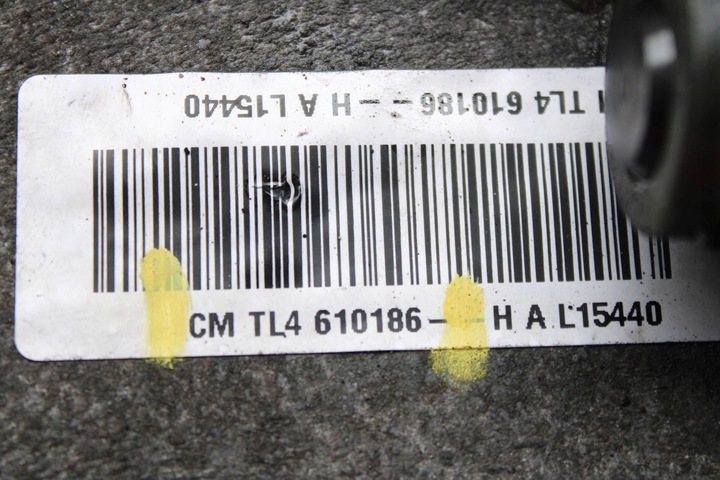 TL4 610186-- H A L15440
CM TL4 610186-- H A L15440